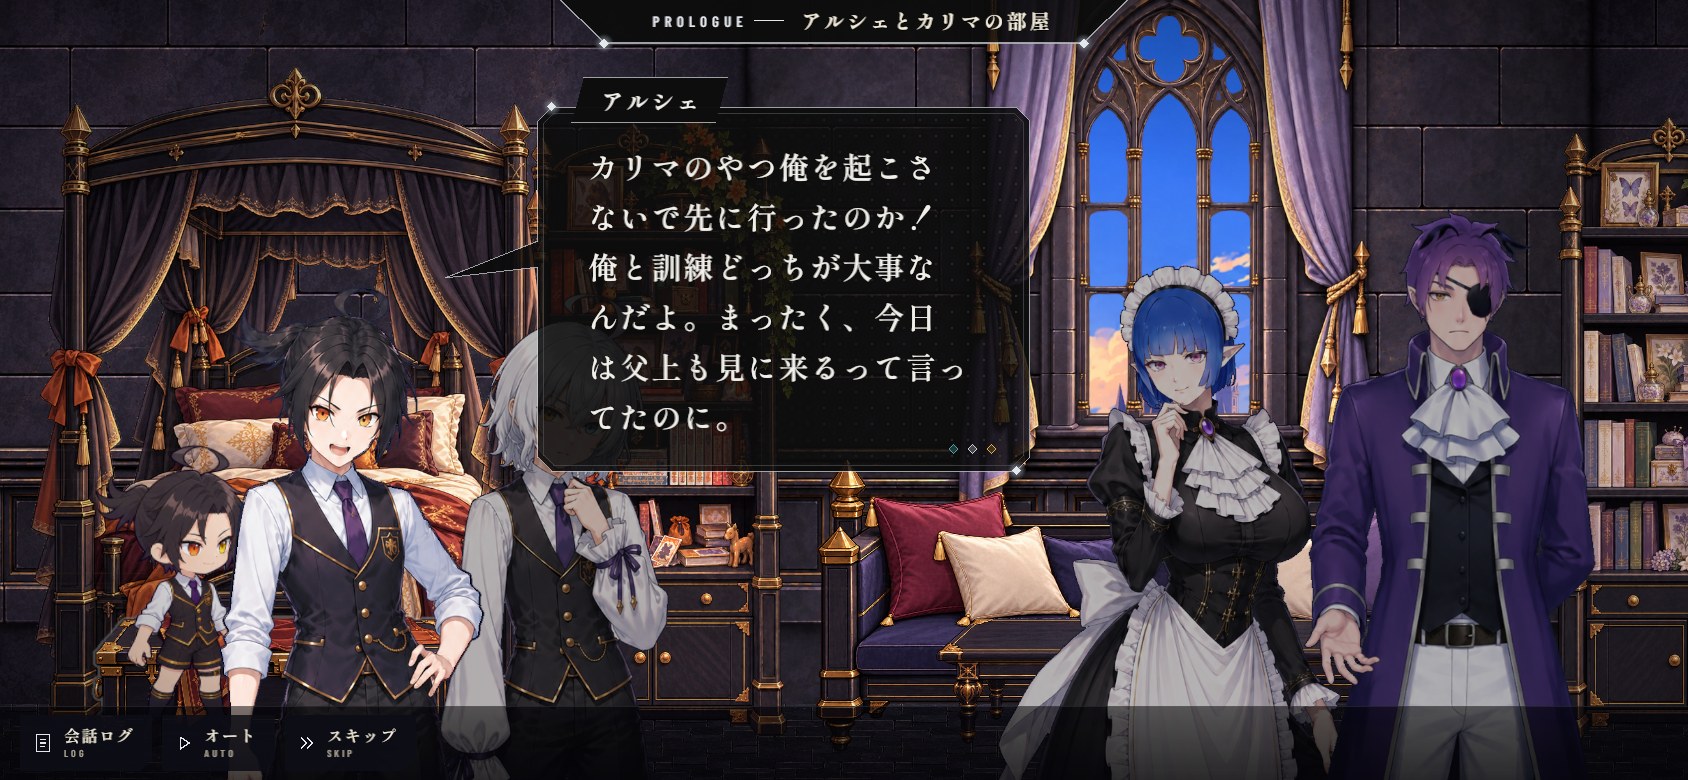 PROLOGUE — アルシェとカリマの部屋
アルシェ
カリマのやつ俺を起こさ
ないで先に行ったのか！
俺と訓練どっちが大事な
んだよ。まったく、今日
は父上も見に来るって言っ
てたのに。
会話ログ
LOG
オート
AUTO
スキップ
SKIP